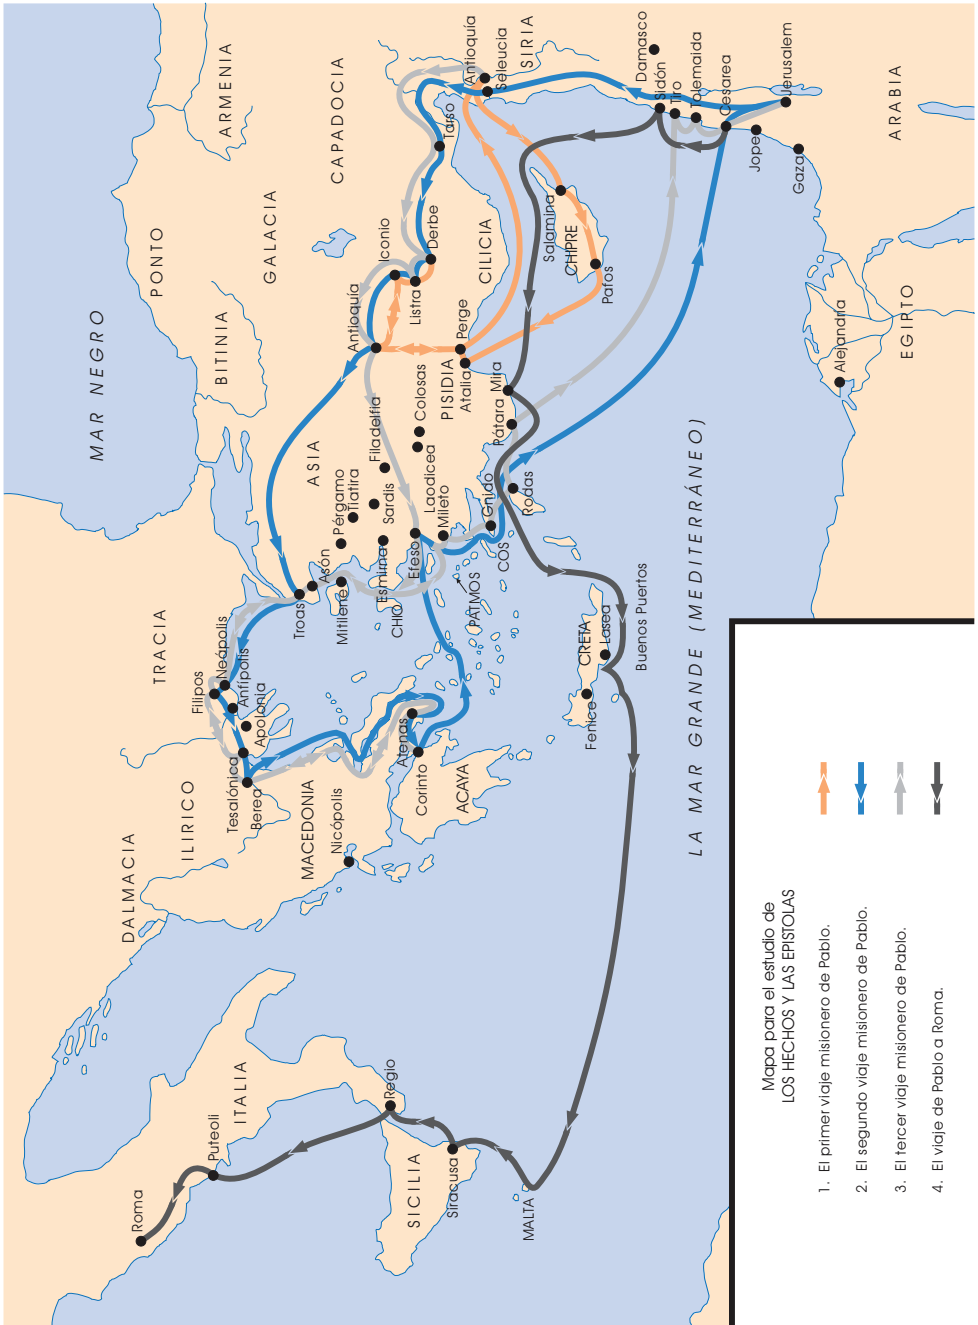 MAR NEGRO
DALMACIA
ILIRICO
TRACIA
MACEDONIA
ACAYA
BITINIA
PONTO
GALACIA
CAPADOCIA
ARMENIA
ASIA
PISIDIA
CILICIA
SIRIA
ARABIA
EGIPTO
ITALIA
SICILIA
MALTA
CRETA
CHIPRE
CHIO
PATMOS
COS
LA MAR GRANDE (MEDITERRÁNEO)
Roma
Puteoli
Regio
Siracusa
Nicópolis
Tesalónica
Berea
Apolonia
Anfípolis
Filipos
Neápolis
Atenas
Corinto
Troas
Asón
Mitilene
Pérgamo
Tiatira
Sardis
Esmirna
Filadelfia
Efeso
Mileto
Laodicea
Colosas
Gnido
Rodas
Pátara
Mira
Atalia
Perge
Antioquía
Iconio
Listra
Derbe
Tarso
Antioquía
Seleucia
Salamina
Pafos
Damasco
Sidón
Tiro
Tolemaida
Cesarea
Jope
Jerusalem
Gaza
Alejandría
Fenice
Lasea
Buenos Puertos
Mapa para el estudio de
LOS HECHOS Y LAS EPISTOLAS
1. El primer viaje misionero de Pablo.
2. El segundo viaje misionero de Pablo.
3. El tercer viaje misionero de Pablo.
4. El viaje de Pablo a Roma.